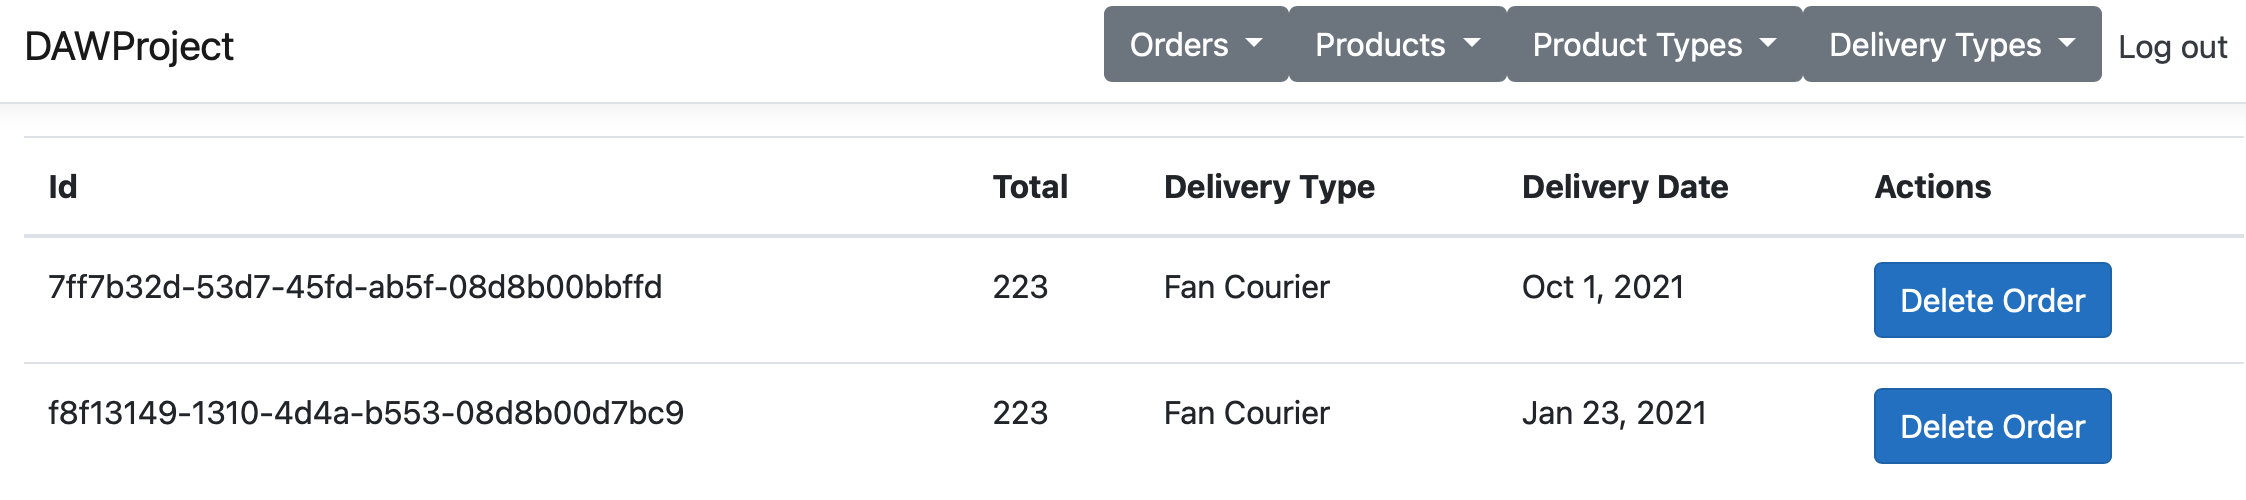 DAWProject Orders Products Product Types Delivery Types Log out
Id Total Delivery Type Delivery Date Actions
7ff7b32d-53d7-45fd-ab5f-08d8b00bbffd 223 Fan Courier Oct 1, 2021 Delete Order
f8f13149-1310-4d4a-b553-08d8b00d7bc9 223 Fan Courier Jan 23, 2021 Delete Order